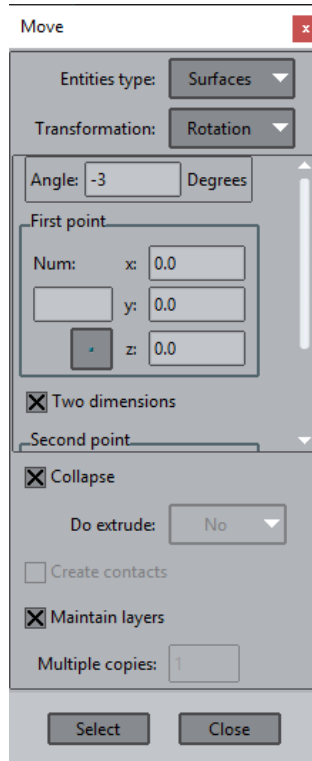 Move
x
Entities type: Surfaces
Transformation: Rotation
Angle: -3 Degrees
First point
Num: x: 0.0
y: 0.0
z: 0.0
Two dimensions
Second point
Collapse
Do extrude: No
Create contacts
Maintain layers
Multiple copies: 1
Select Close